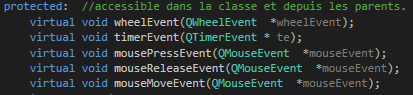 protected:  //accessible dans la classe et depuis les parents.
    virtual void wheelEvent(QWheelEvent  *wheelEvent);
    virtual void timerEvent(QTimerEvent * te);
    virtual void mousePressEvent(QMouseEvent  *mouseEvent);
    virtual void mouseReleaseEvent(QMouseEvent  *mouseEvent);
    virtual void mouseMoveEvent(QMouseEvent  *mouseEvent);